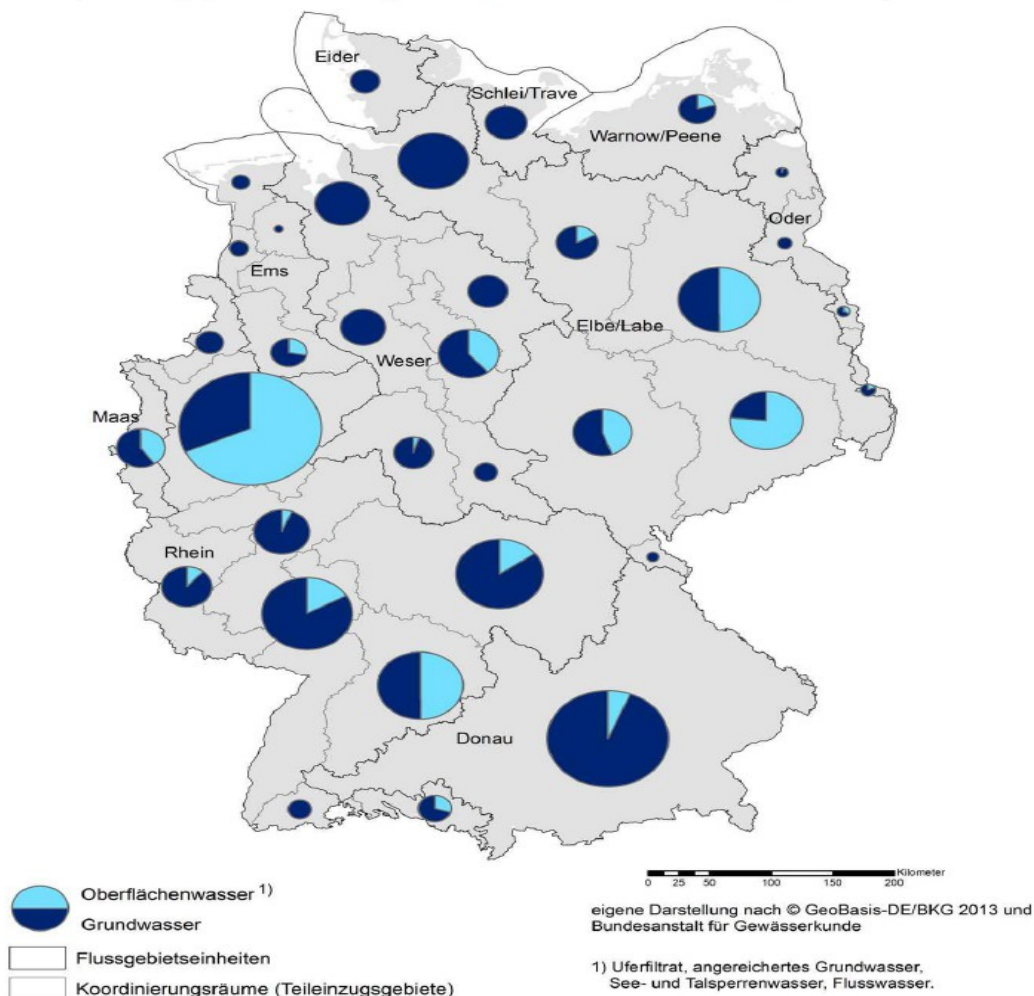 Eider
Schlei/Trave
Warnow/Peene
Oder
Ems
Elbe/Labe
Weser
Maas
Rhein
Donau
Oberflächenwasser 1)
Grundwasser
Flussgebietseinheiten
Koordinierungsräume (Teileinzugsgebiete)
Kilometer
0 25 50 100 150 200
eigene Darstellung nach © GeoBasis-DE/BKG 2013 und
Bundesanstalt für Gewässerkunde
1) Uferfiltrat, angereichertes Grundwasser,
See- und Talsperrenwasser, Flusswasser.